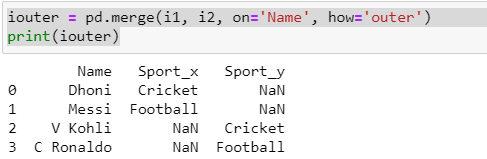 iouter = pd.merge(i1, i2, on='Name', how='outer')
print(iouter)
Name Sport_x Sport_y
0 Dhoni Cricket NaN
1 Messi Football NaN
2 V Kohli NaN Cricket
3 C Ronaldo NaN Football